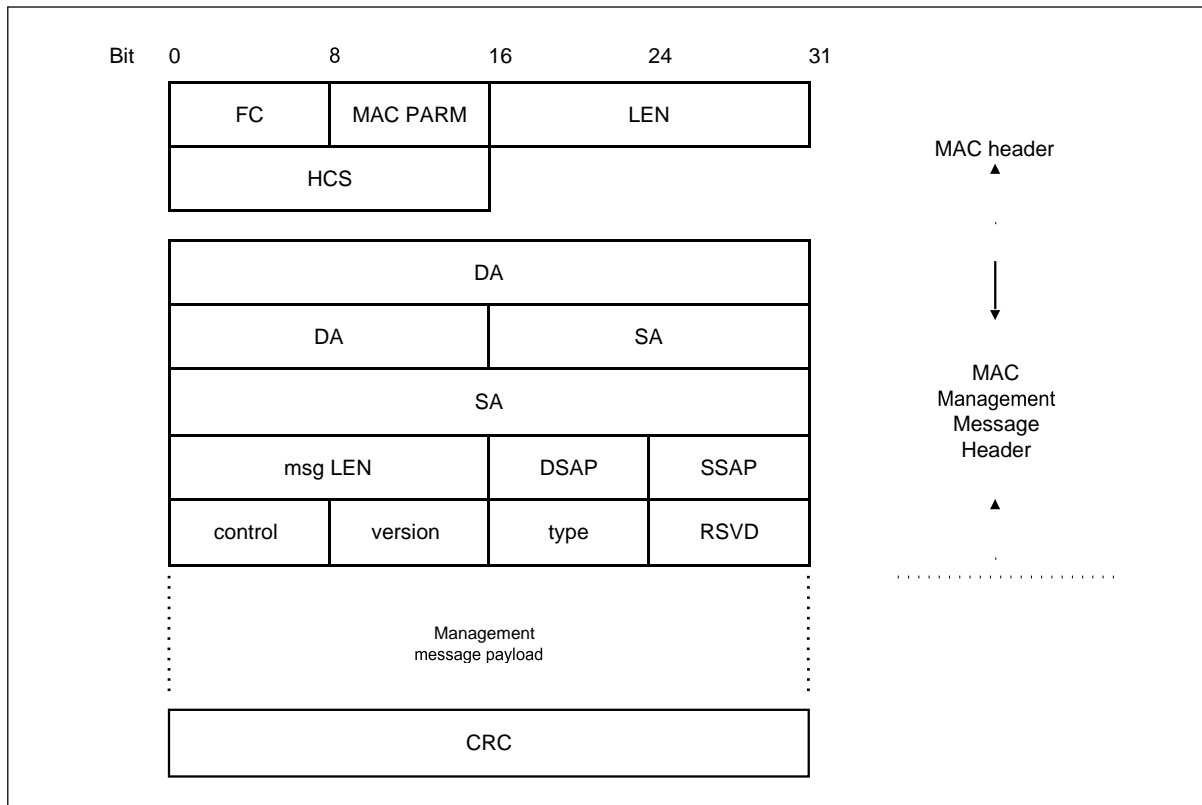 Bit 0 8 16 24 31
FC MAC PARM LEN
MAC header
HCS
DA
DA SA
MAC
Management
Message
Header
SA
msg LEN DSAP SSAP
control version type RSVD
Management
message payload
CRC